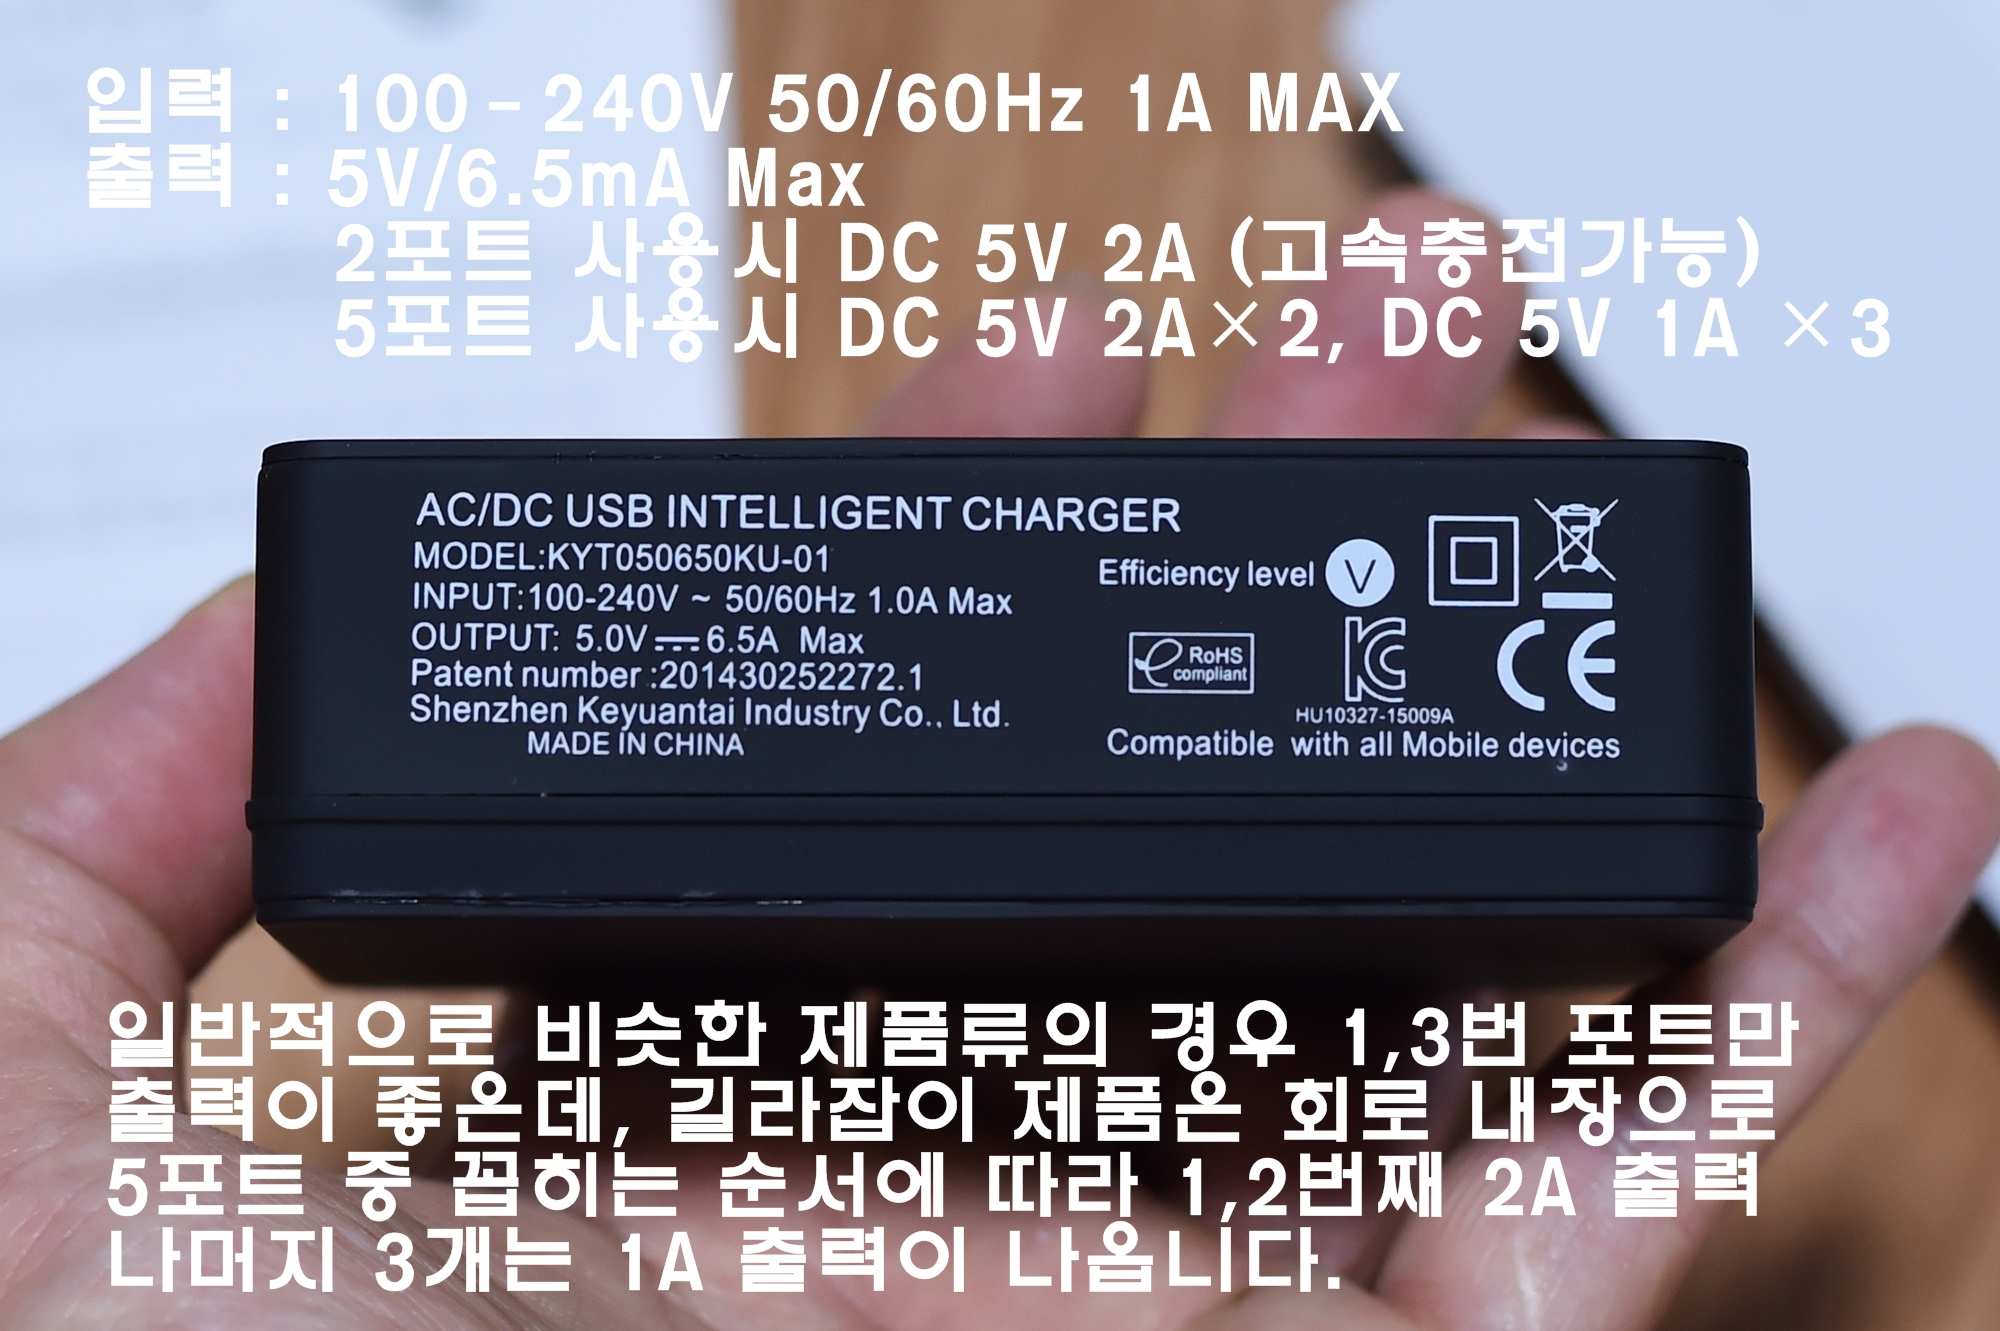 입력 : 100-240V 50/60Hz 1A MAX
출력 : 5V/6.5mA Max
2포트 사용시 DC 5V 2A (고속충전가능)
5포트 사용시 DC 5V 2A×2, DC 5V 1A ×3
AC/DC USB INTELLIGENT CHARGER
MODEL:KYT050650KU-01
INPUT:100-240V ~ 50/60Hz 1.0A Max
OUTPUT: 5.0V⎓6.5A Max
Patent number :201430252272.1
Shenzhen Keyuantai Industry Co., Ltd.
MADE IN CHINA
Efficiency level V
RoHS
compliant
KC
CE
HU10327-15009A
Compatible with all Mobile devices
일반적으로 비슷한 제품류의 경우 1,3번 포트만
출력이 좋은데, 길라잡이 제품은 회로 내장으로
5포트 중 꼽히는 순서에 따라 1,2번째 2A 출력
나머지 3개는 1A 출력이 나옵니다.